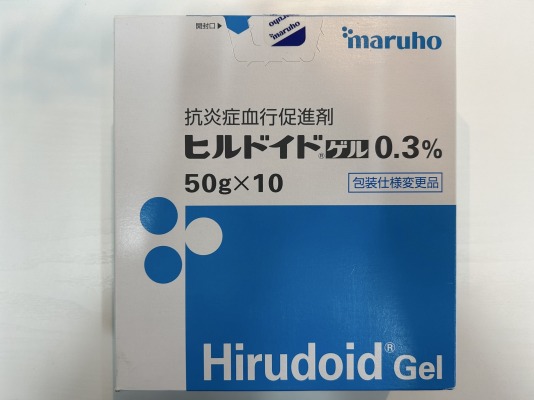 開封口▶
maruho
maruho
抗炎症血行促進剤
ヒルドイド®ゲル 0.3%
50g×10
包装仕様変更品
Hirudoid® Gel